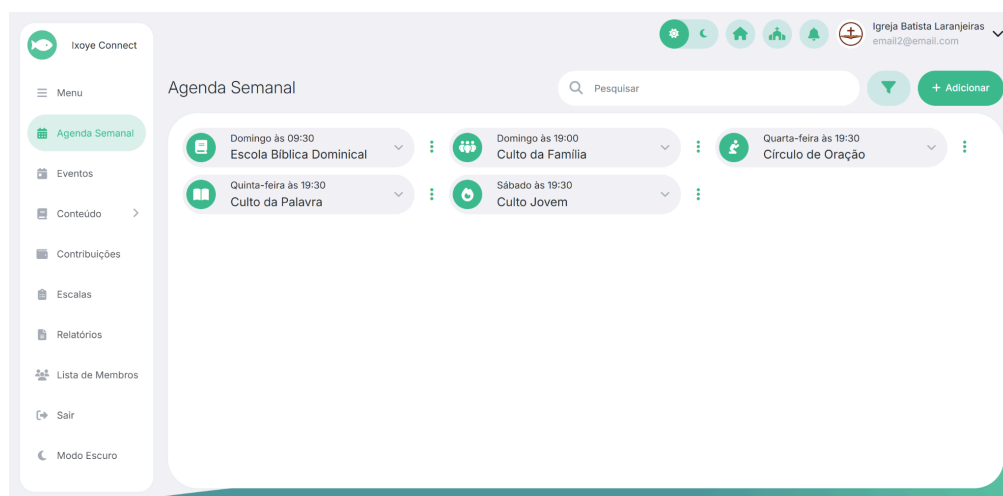 Ixoye Connect
Igreja Batista Laranjeiras
email2@email.com
Menu
Agenda Semanal
Eventos
Conteúdo
Contribuições
Escalas
Relatórios
Lista de Membros
Sair
Modo Escuro
Agenda Semanal
Pesquisar
+ Adicionar
Domingo às 09:30
Escola Bíblica Dominical
Domingo às 19:00
Culto da Família
Quarta-feira às 19:30
Círculo de Oração
Quinta-feira às 19:30
Culto da Palavra
Sábado às 19:30
Culto Jovem